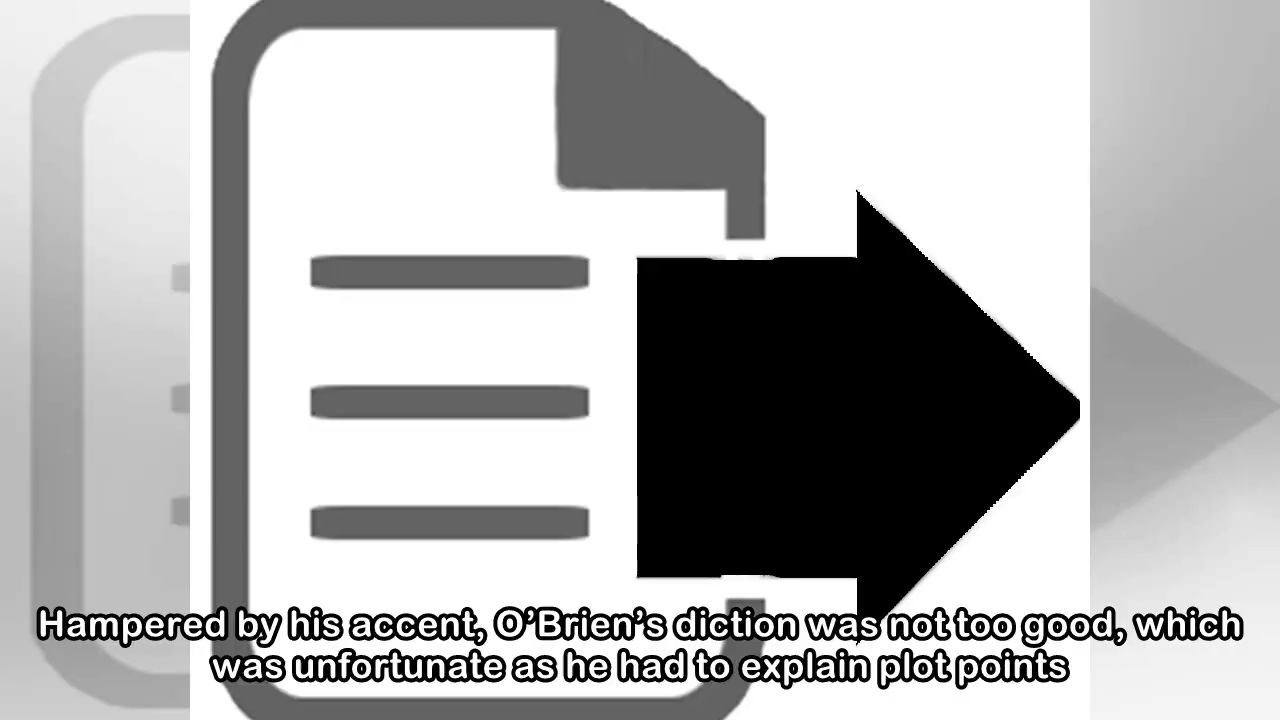 Hampered by his accent, O’Brien’s diction was not too good, which
was unfortunate as he had to explain plot points